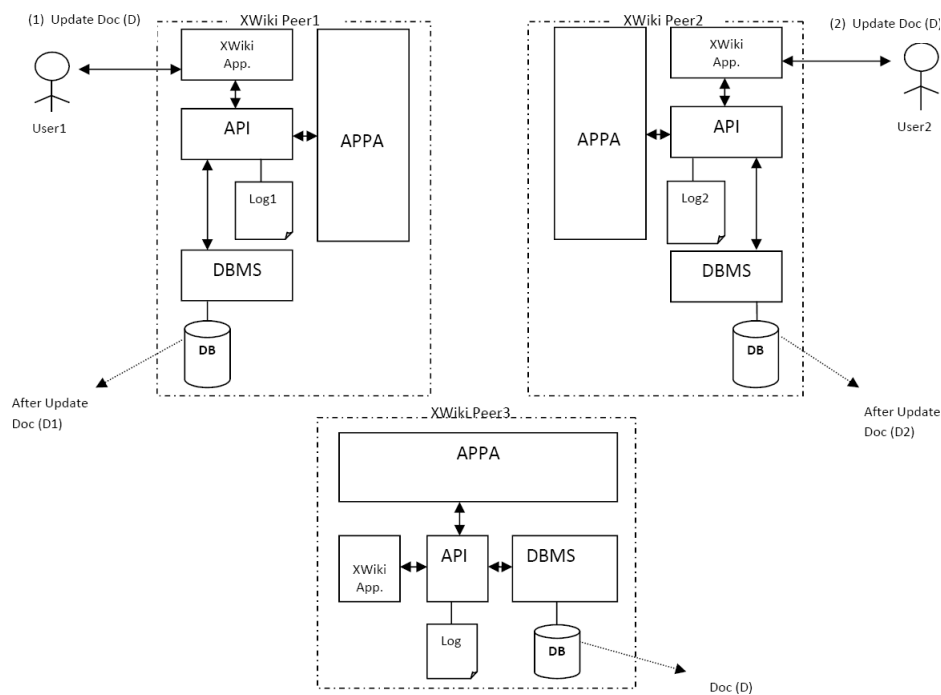 XWiki Peer1
(1) Update Doc (D)
User1
XWiki
App.
API
APPA
Log1
DBMS
DB
After Update
Doc (D1)
XWiki Peer2
(2) Update Doc (D)
User2
XWiki
App.
API
APPA
Log2
DBMS
DB
After Update
Doc (D2)
XWiki Peer3
APPA
XWiki
App.
API
DBMS
Log
DB
Doc (D)